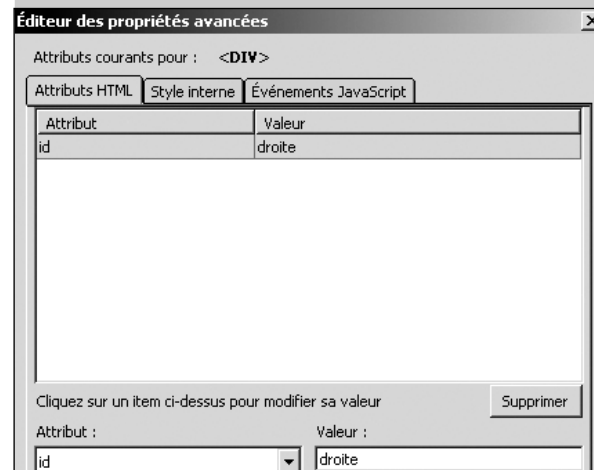 Éditeur des propriétés avancées
Attributs courants pour : <DIV>
Attributs HTML Style interne Événements JavaScript
Attribut Valeur
id droite
Cliquez sur un item ci-dessus pour modifier sa valeur Supprimer
Attribut : Valeur :
id droite